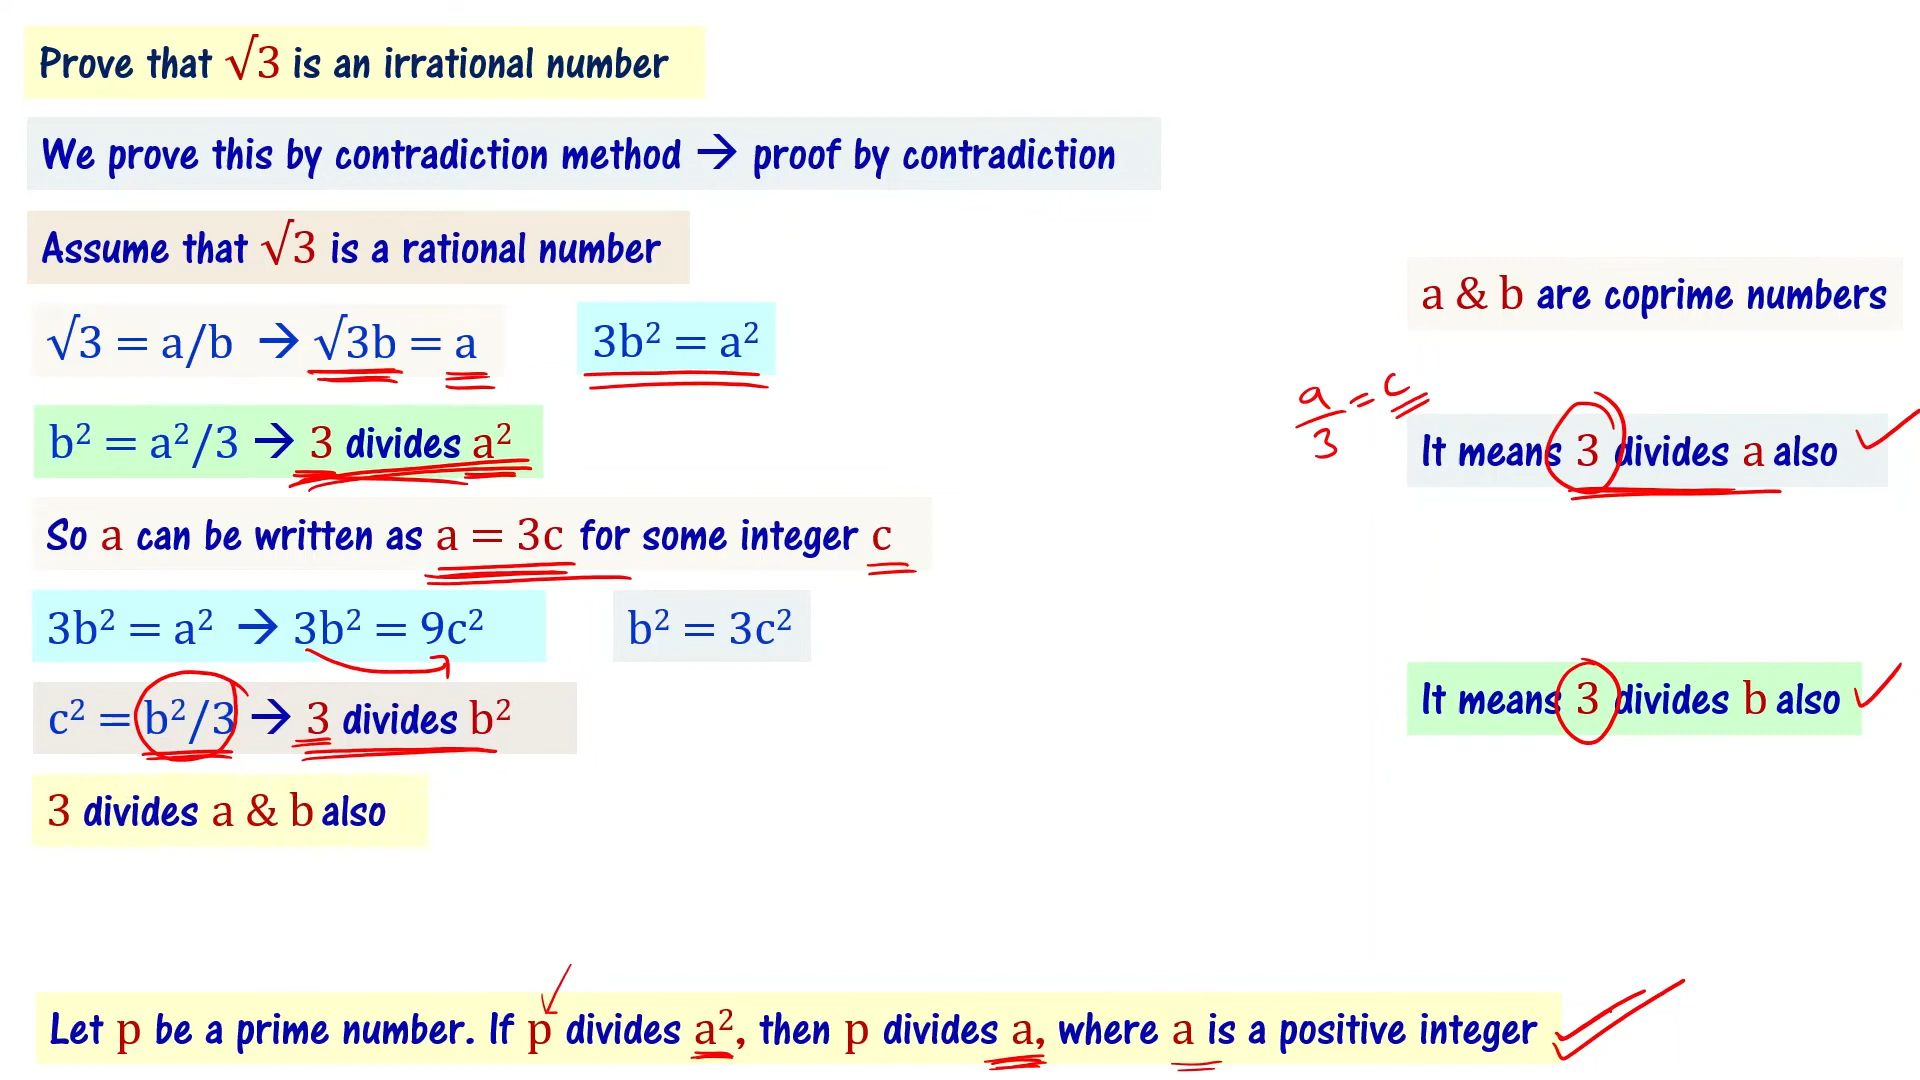 Prove that √3 is an irrational number
We prove this by contradiction method → proof by contradiction
Assume that √3 is a rational number
a & b are coprime numbers
√3 = a/b → √3b = a
3b² = a²
a/3 = c
b² = a²/3 → 3 divides a²
It means 3 divides a also
So a can be written as a = 3c for some integer c
3b² = a² → 3b² = 9c²
b² = 3c²
c² = b²/3 → 3 divides b²
It means 3 divides b also
3 divides a & b also
Let p be a prime number. If p divides a², then p divides a, where a is a positive integer